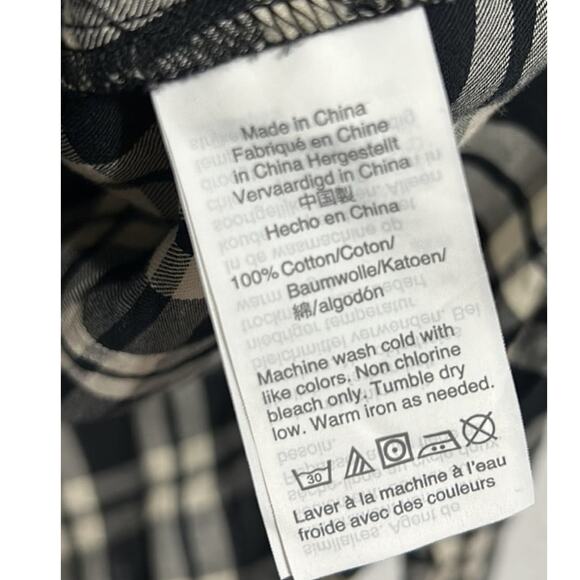 Made in China
Fabriqué en Chine
in China Hergestellt
Vervaardigd in China
中国製
Hecho en China
100% Cotton/Coton/
Baumwolle/Katoen/
綿/algodón
Machine wash cold with
like colors. Non chlorine
bleach only. Tumble dry
low. Warm iron as needed.
30
Laver à la machine à l'eau
froide avec des couleurs